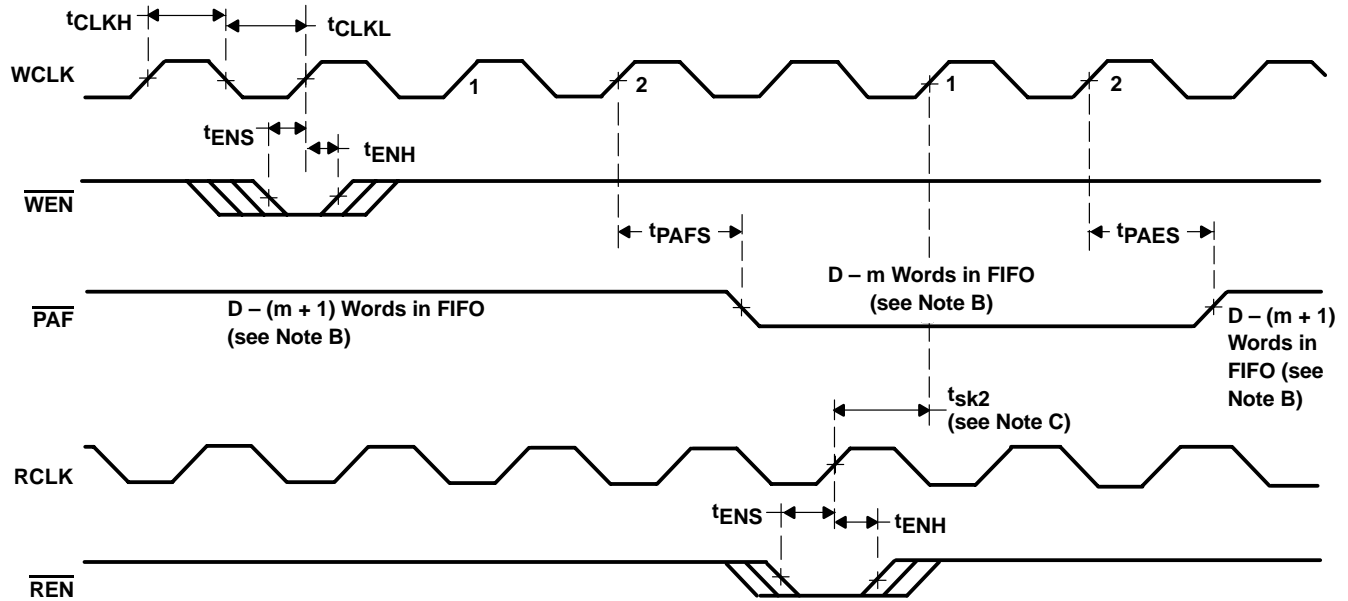 tCLKH
tCLKL
WCLK
1
2
1
2
tENS
tENH
WEN
tPAFS
tPAES
D – m Words in FIFO
(see Note B)
PAF
D – (m + 1) Words in FIFO
(see Note B)
D – (m + 1)
Words in
FIFO (see
Note B)
tsk2
(see Note C)
RCLK
tENS
tENH
REN